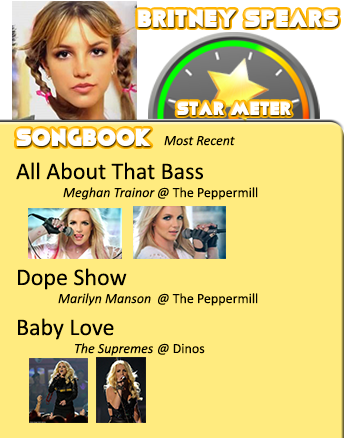 BRITNEY SPEARS
STAR METER
SONGBOOK Most Recent
All About That Bass
Meghan Trainor @ The Peppermill
Dope Show
Marilyn Manson @ The Peppermill
Baby Love
The Supremes @ Dinos